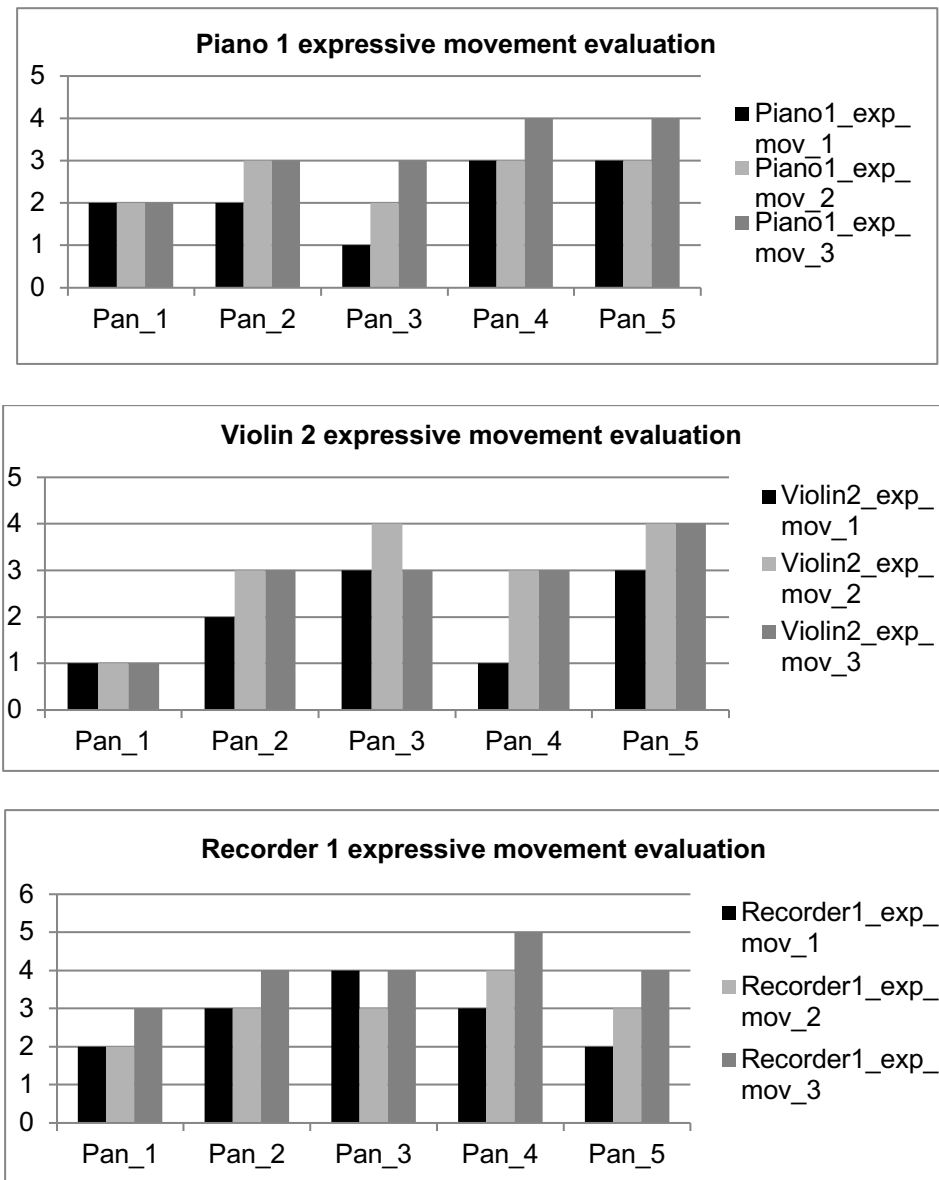 Piano 1 expressive movement evaluation
5
4
3
2
1
0
Pan_1 Pan_2 Pan_3 Pan_4 Pan_5
Piano1_exp_
mov_1
Piano1_exp_
mov_2
Piano1_exp_
mov_3
Violin 2 expressive movement evaluation
5
4
3
2
1
0
Pan_1 Pan_2 Pan_3 Pan_4 Pan_5
Violin2_exp_
mov_1
Violin2_exp_
mov_2
Violin2_exp_
mov_3
Recorder 1 expressive movement evaluation
6
5
4
3
2
1
0
Pan_1 Pan_2 Pan_3 Pan_4 Pan_5
Recorder1_exp_
mov_1
Recorder1_exp_
mov_2
Recorder1_exp_
mov_3